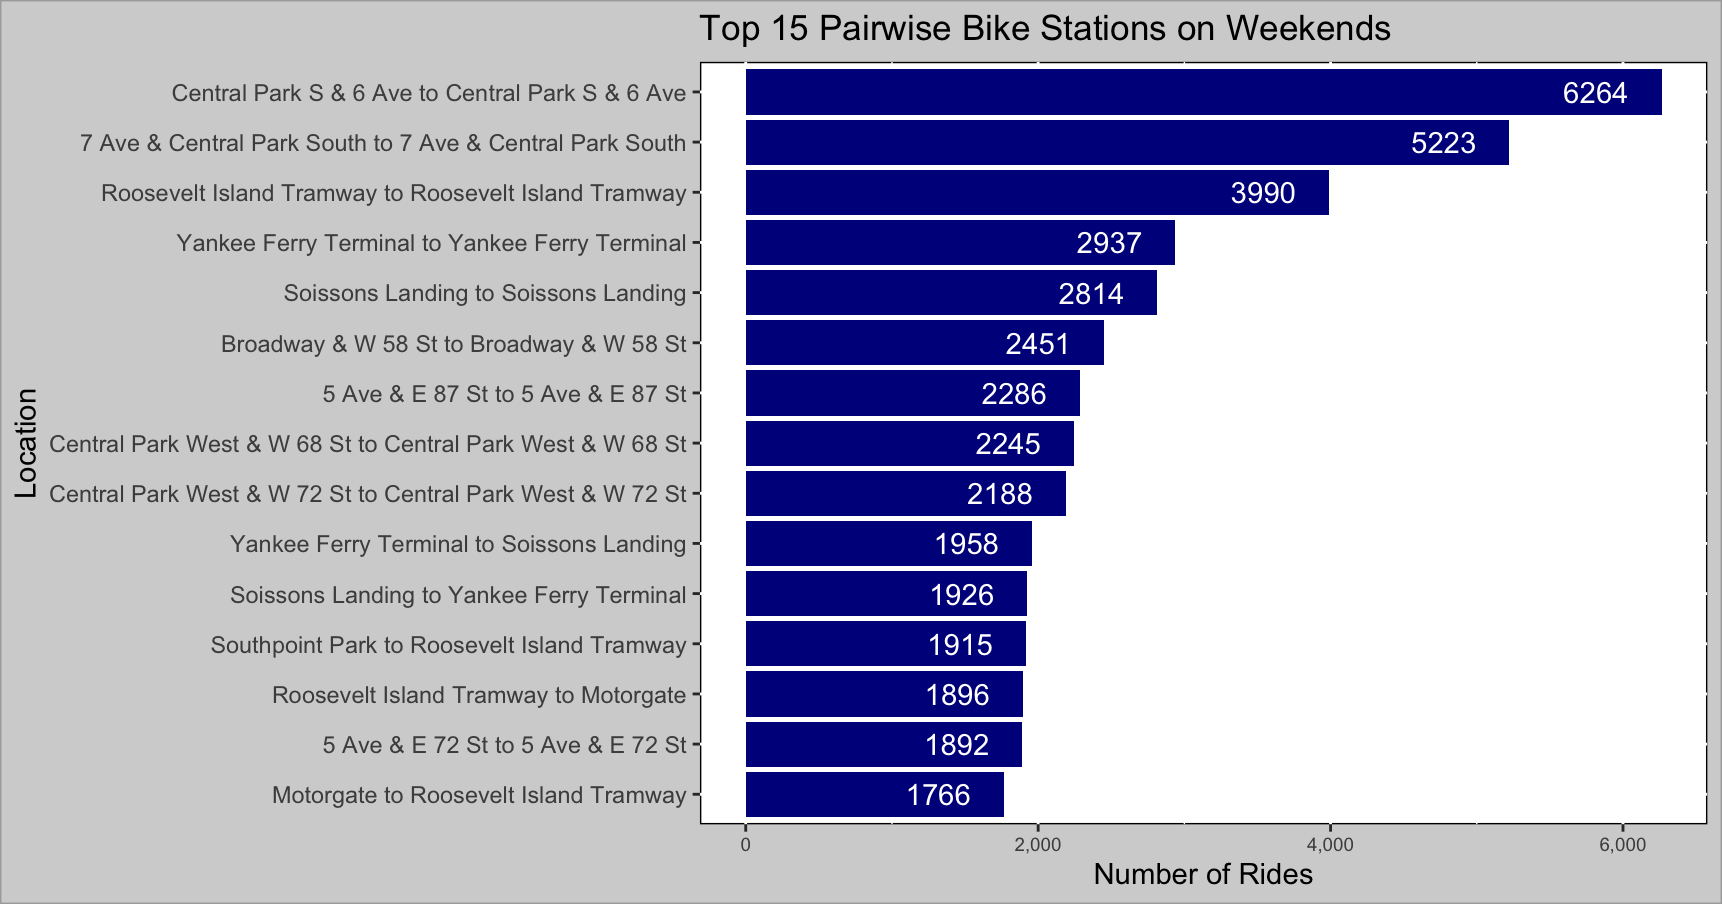 Top 15 Pairwise Bike Stations on Weekends
Location
Central Park S & 6 Ave to Central Park S & 6 Ave 6264
7 Ave & Central Park South to 7 Ave & Central Park South 5223
Roosevelt Island Tramway to Roosevelt Island Tramway 3990
Yankee Ferry Terminal to Yankee Ferry Terminal 2937
Soissons Landing to Soissons Landing 2814
Broadway & W 58 St to Broadway & W 58 St 2451
5 Ave & E 87 St to 5 Ave & E 87 St 2286
Central Park West & W 68 St to Central Park West & W 68 St 2245
Central Park West & W 72 St to Central Park West & W 72 St 2188
Yankee Ferry Terminal to Soissons Landing 1958
Soissons Landing to Yankee Ferry Terminal 1926
Southpoint Park to Roosevelt Island Tramway 1915
Roosevelt Island Tramway to Motorgate 1896
5 Ave & E 72 St to 5 Ave & E 72 St 1892
Motorgate to Roosevelt Island Tramway 1766
0 2,000 4,000 6,000
Number of Rides